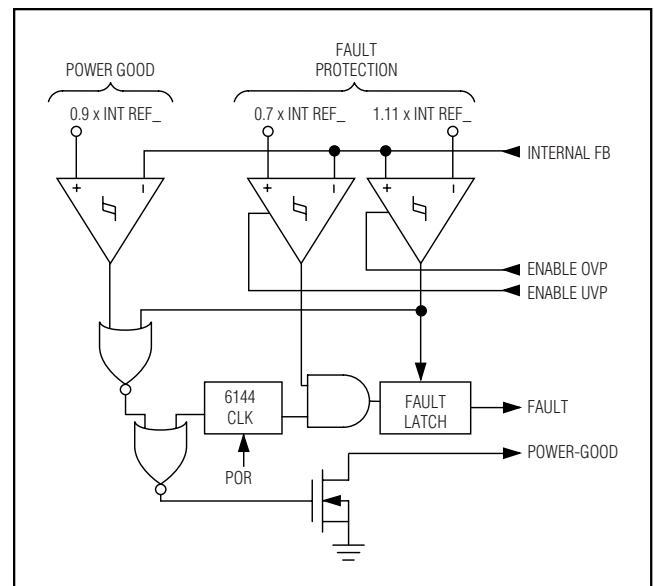 POWER GOOD
FAULT
PROTECTION
0.9 x INT REF_
0.7 x INT REF_
1.11 x INT REF_
INTERNAL FB
+ –
+ –
+ –
ENABLE OVP
ENABLE UVP
6144
CLK
FAULT
LATCH
FAULT
POWER-GOOD
POR